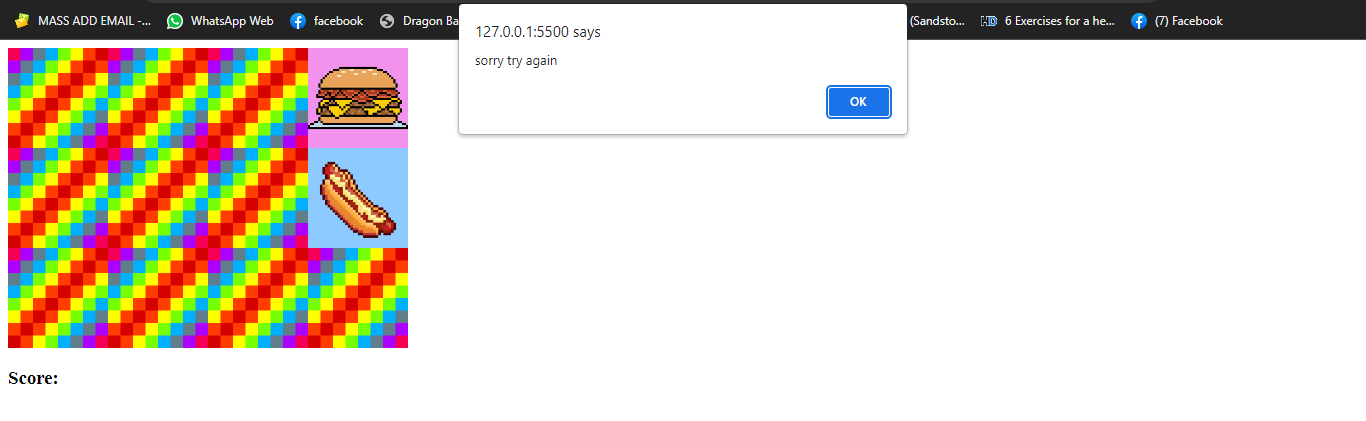 MASS ADD EMAIL -... WhatsApp Web facebook Dragon Ba (Sandsto... HD 6 Exercises for a he... (7) Facebook
127.0.0.1:5500 says
sorry try again
OK
Score: